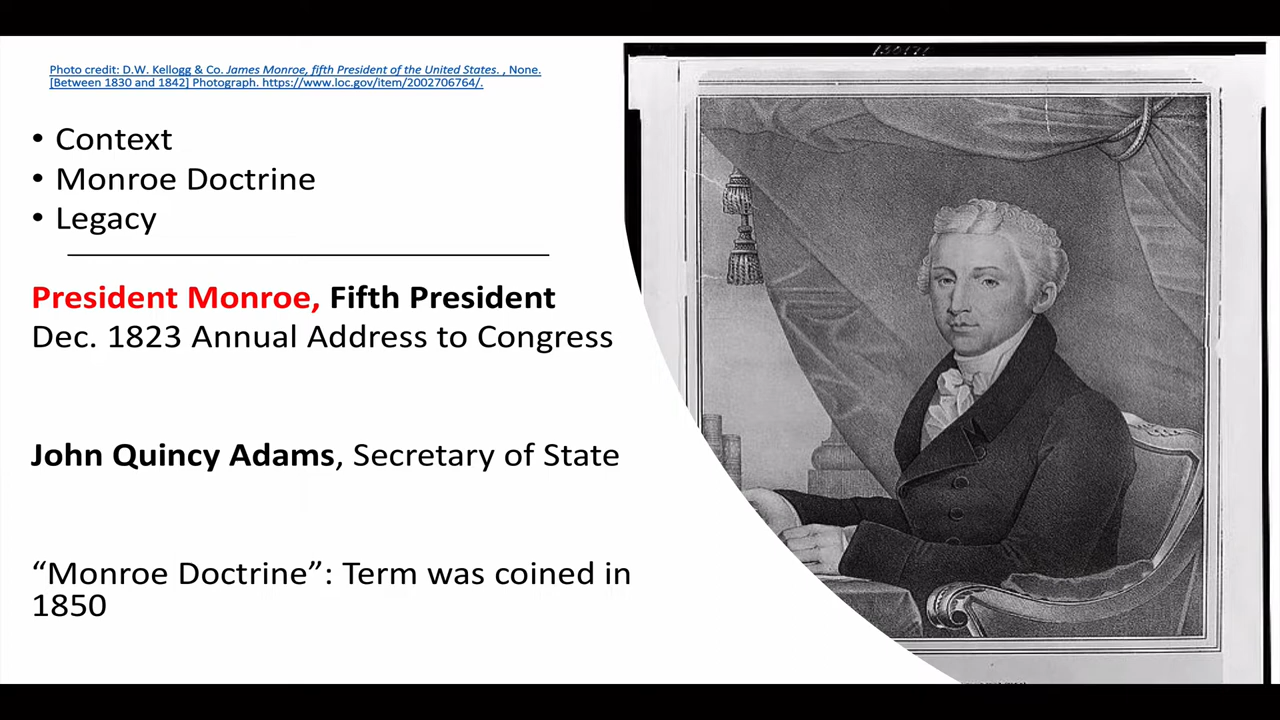 Photo credit: D.W. Kellogg & Co. James Monroe, fifth President of the United States. , None.
[Between 1830 and 1842] Photograph. https://www.loc.gov/item/2002706764/.
• Context
• Monroe Doctrine
• Legacy
President Monroe, Fifth President
Dec. 1823 Annual Address to Congress
John Quincy Adams, Secretary of State
“Monroe Doctrine”: Term was coined in
1850